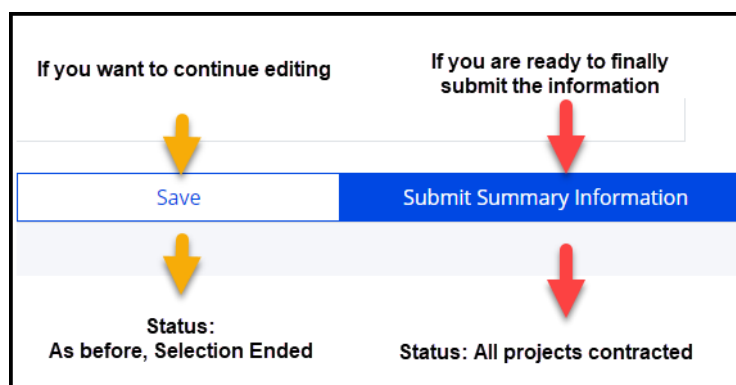 If you want to continue editing
If you are ready to finally
submit the information
Save
Submit Summary Information
Status:
As before, Selection Ended
Status: All projects contracted